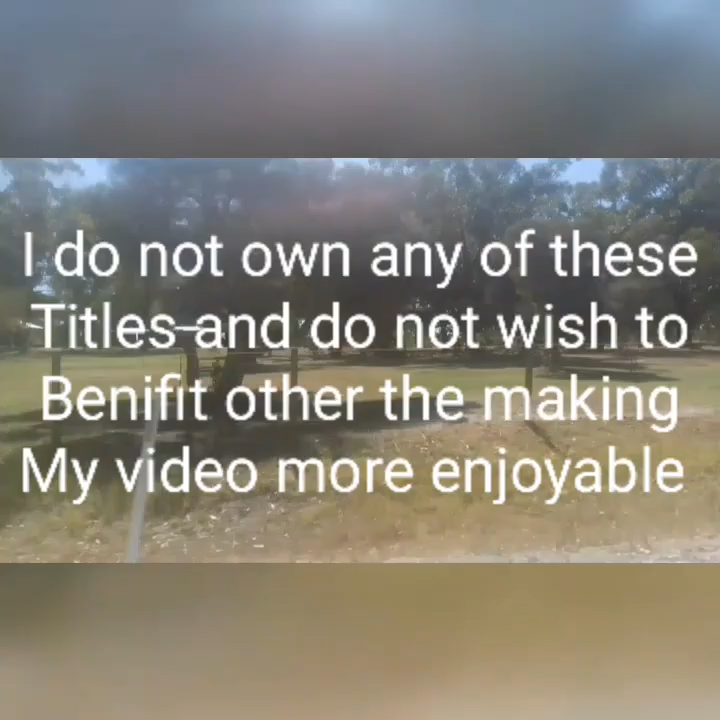 I do not own any of these
Titles and do not wish to
Benifit other the making
My video more enjoyable